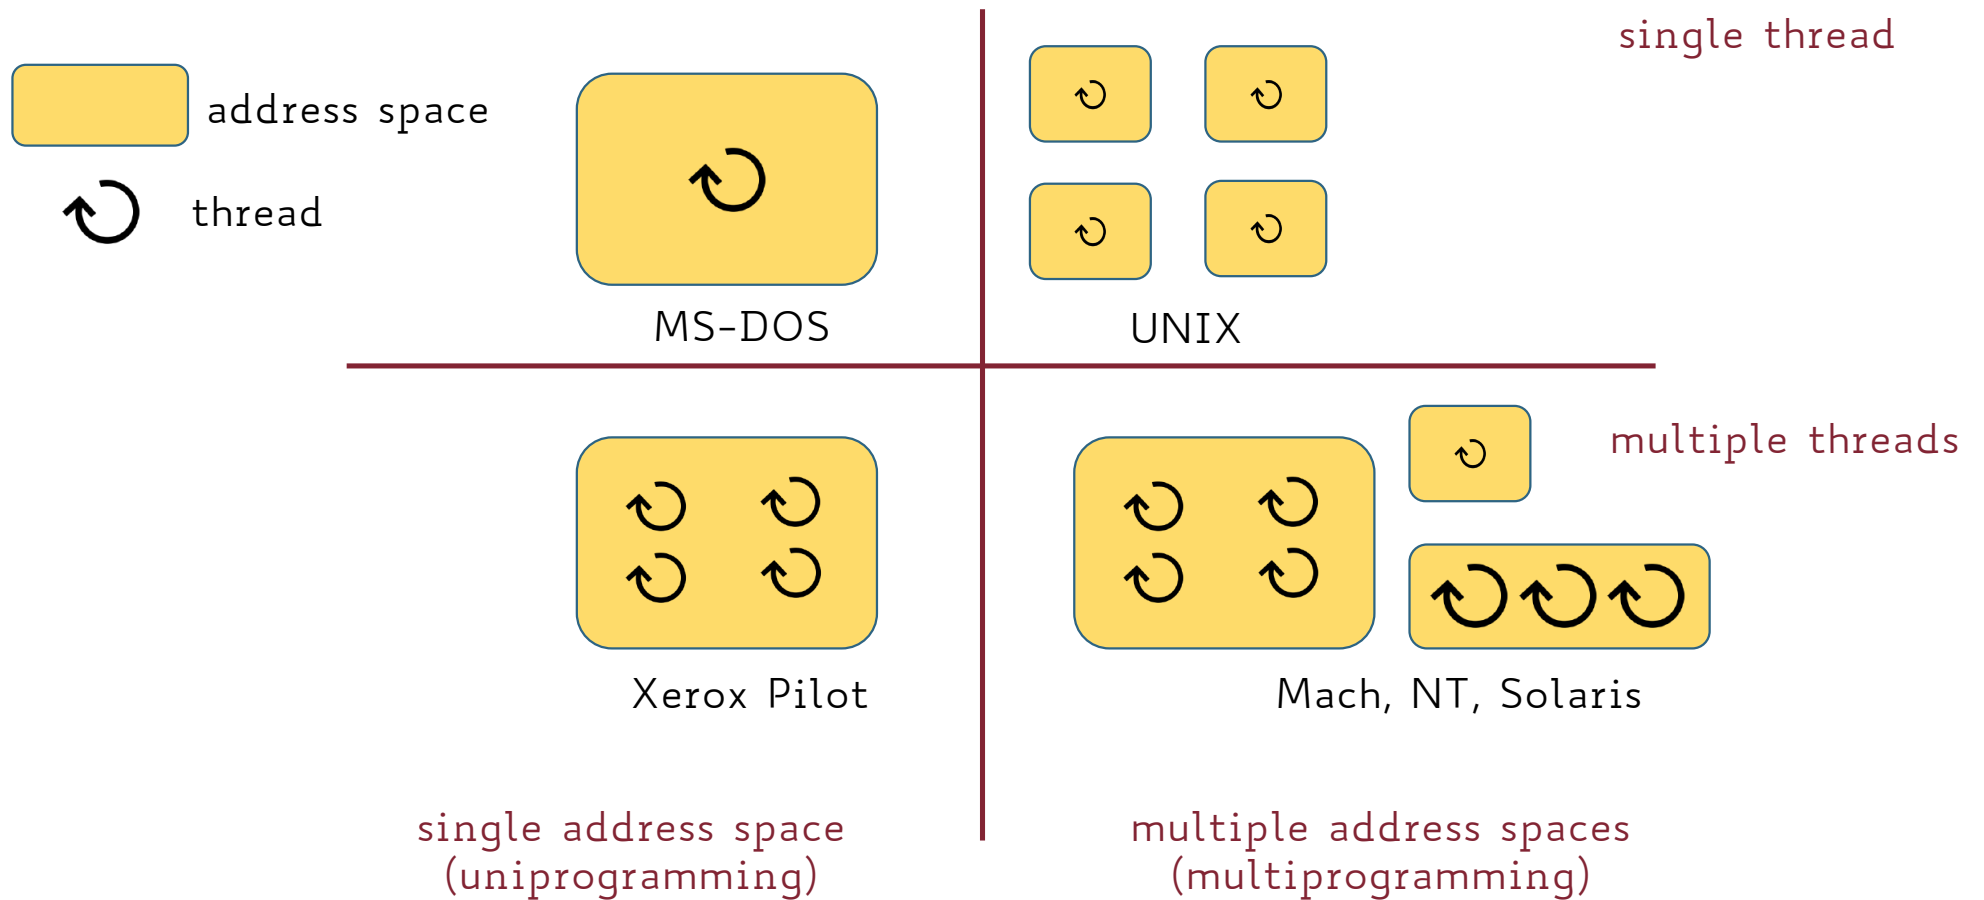 single thread
address space
thread
MS-DOS
UNIX
multiple threads
Xerox Pilot
Mach, NT, Solaris
single address space
(uniprogramming)
multiple address spaces
(multiprogramming)